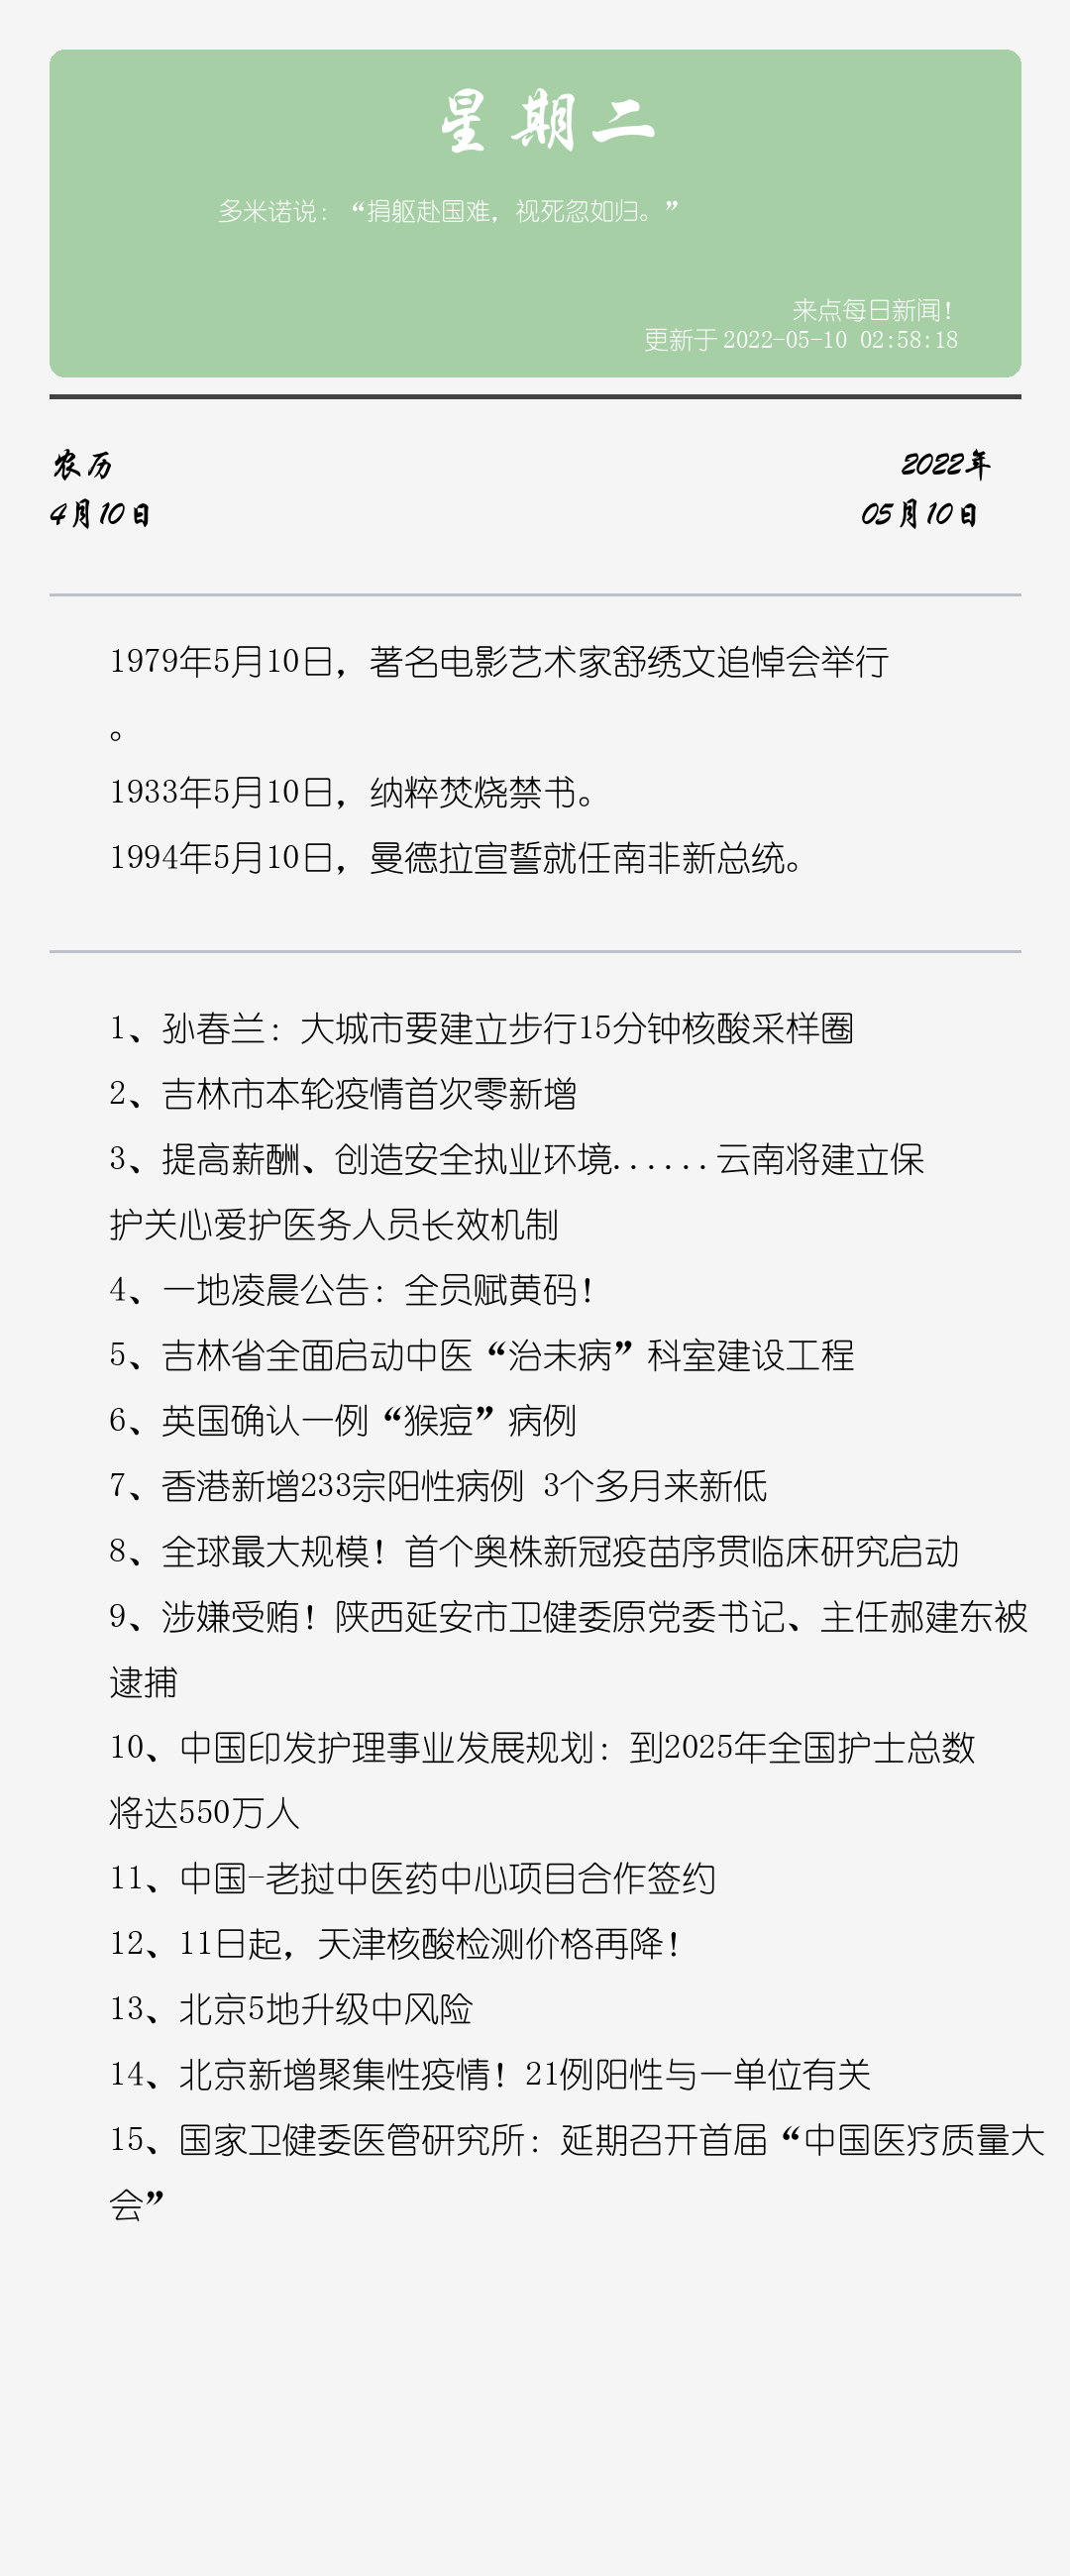 星期二
多米诺说：“捐躯赴国难，视死忽如归。”
来点每日新闻！
更新于2022-05-10 02:58:18
农历
2022年
4月10日
05月10日
1979年5月10日，著名电影艺术家舒绣文追悼会举行
。
1933年5月10日，纳粹焚烧禁书。
1994年5月10日，曼德拉宣誓就任南非新总统。
1、孙春兰：大城市要建立步行15分钟核酸采样圈
2、吉林市本轮疫情首次零新增
3、提高薪酬、创造安全执业环境......云南将建立保
护关心爱护医务人员长效机制
4、一地凌晨公告：全员赋黄码！
5、吉林省全面启动中医“治未病”科室建设工程
6、英国确认一例“猴痘”病例
7、香港新增233宗阳性病例 3个多月来新低
8、全球最大规模！首个奥株新冠疫苗序贯临床研究启动
9、涉嫌受贿！陕西延安市卫健委原党委书记、主任郝建东被
逮捕
10、中国印发护理事业发展规划：到2025年全国护士总数
将达550万人
11、中国-老挝中医药中心项目合作签约
12、11日起，天津核酸检测价格再降！
13、北京5地升级中风险
14、北京新增聚集性疫情！21例阳性与一单位有关
15、国家卫健委医管研究所：延期召开首届“中国医疗质量大
会”